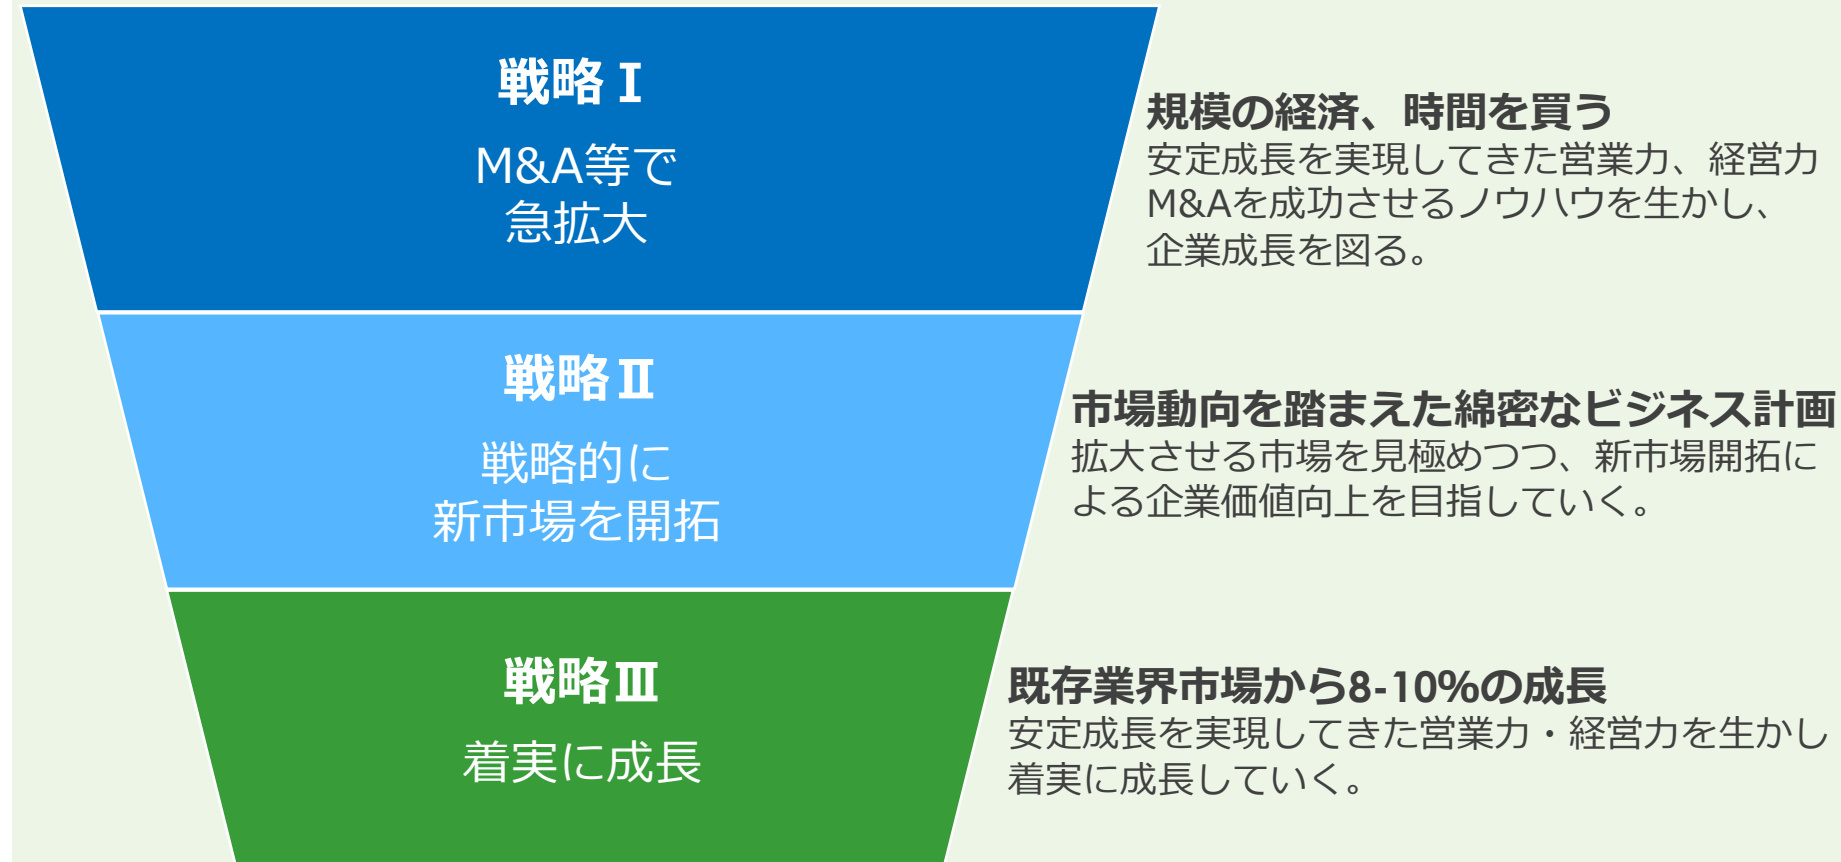 戦略Ⅰ
M&A等で
急拡大
規模の経済、時間を買う
安定成長を実現してきた営業力、経営力
M&Aを成功させるノウハウを生かし、
企業成長を図る。
戦略Ⅱ
戦略的に
新市場を開拓
市場動向を踏まえた綿密なビジネス計画
拡大させる市場を見極めつつ、新市場開拓に
よる企業価値向上を目指していく。
戦略Ⅲ
着実に成長
既存業界市場から8-10%の成長
安定成長を実現してきた営業力・経営力を生かし
着実に成長していく。